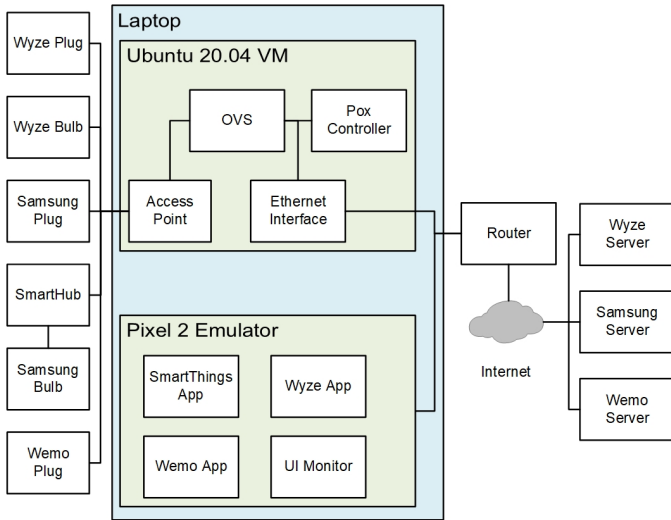 Laptop
Wyze Plug
Wyze Bulb
Samsung
Plug
SmartHub
Samsung
Bulb
Wemo
Plug
Ubuntu 20.04 VM
OVS
Pox
Controller
Access
Point
Ethernet
Interface
Pixel 2 Emulator
SmartThings
App
Wyze App
Wemo App
UI Monitor
Router
Internet
Wyze
Server
Samsung
Server
Wemo
Server